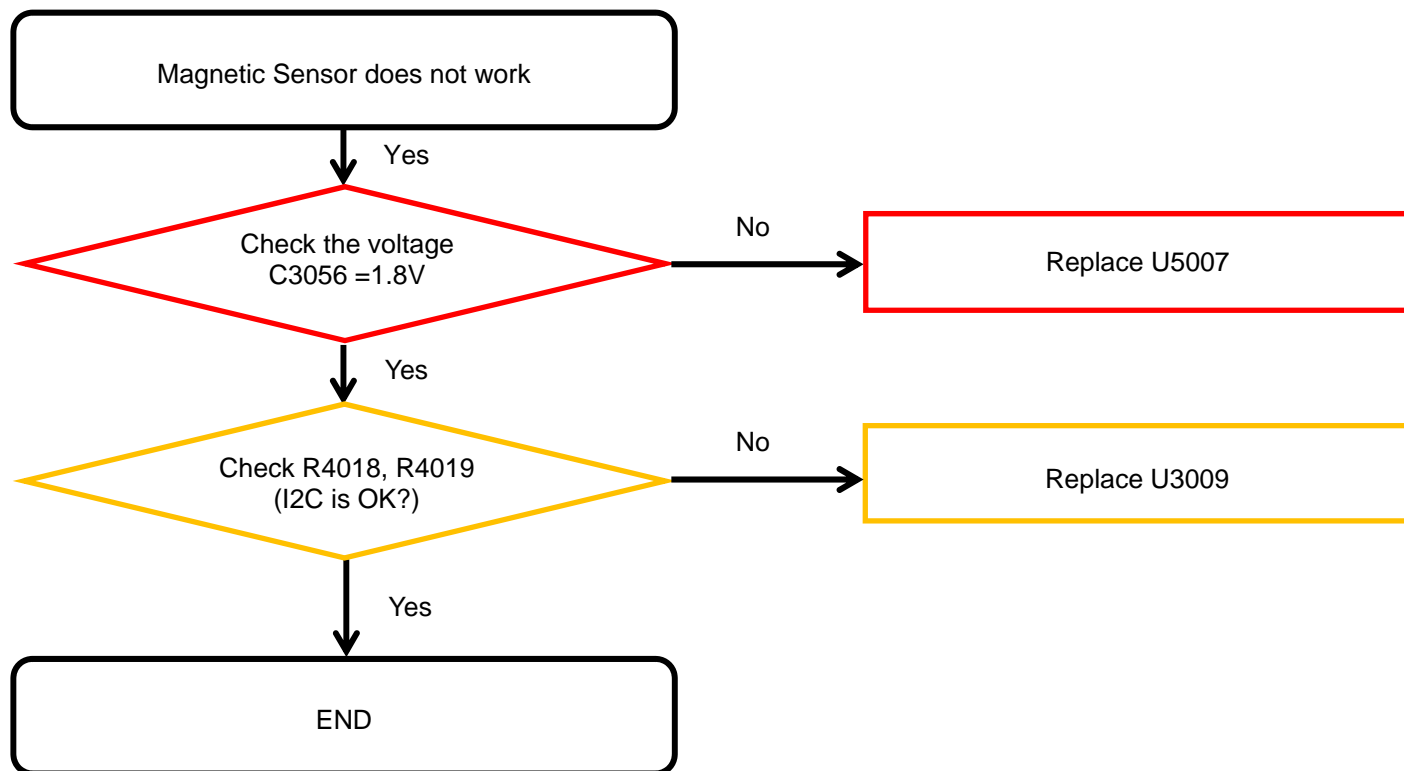 Magnetic Sensor does not work
Yes
Check the voltage
C3056 =1.8V
No
Replace U5007
Yes
Check R4018, R4019
(I2C is OK?)
No
Replace U3009
Yes
END